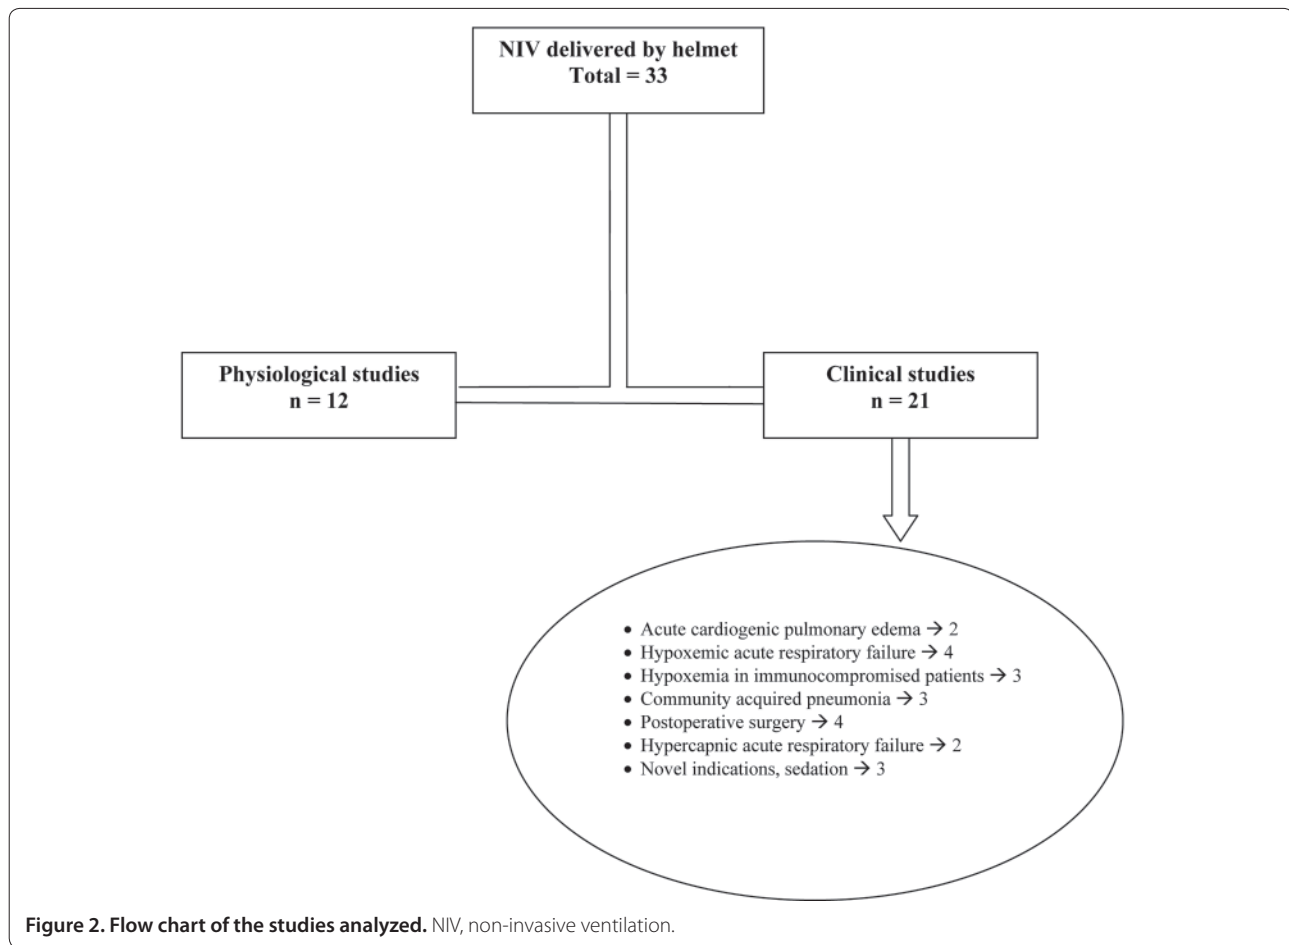 NIV delivered by helmet
Total = 33
Physiological studies
n = 12
Clinical studies
n = 21
• Acute cardiogenic pulmonary edema → 2
• Hypoxemic acute respiratory failure → 4
• Hypoxemia in immunocompromised patients → 3
• Community acquired pneumonia → 3
• Postoperative surgery → 4
• Hypercapnic acute respiratory failure → 2
• Novel indications, sedation → 3
Figure 2. Flow chart of the studies analyzed. NIV, non-invasive ventilation.